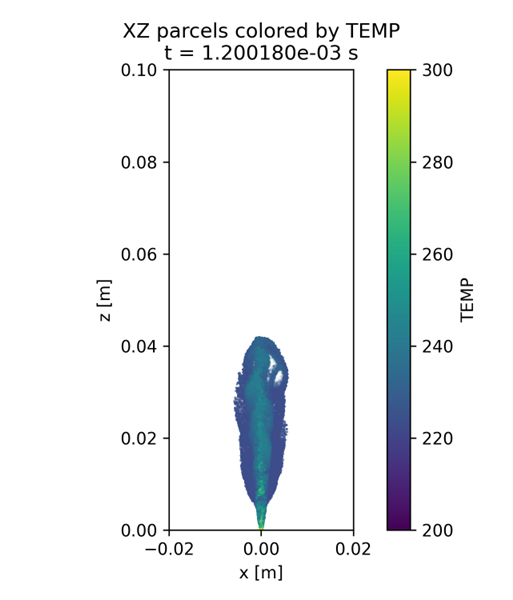 XZ parcels colored by TEMP
t = 1.200180e-03 s
0.10
0.08
0.06
0.04
0.02
0.00
z [m]
−0.02 0.00 0.02
x [m]
300
280
260
240
220
200
TEMP